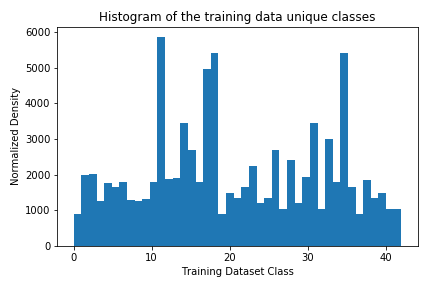 Histogram of the training data unique classes
Normalized Density
6000
5000
4000
3000
2000
1000
0
0 10 20 30 40
Training Dataset Class